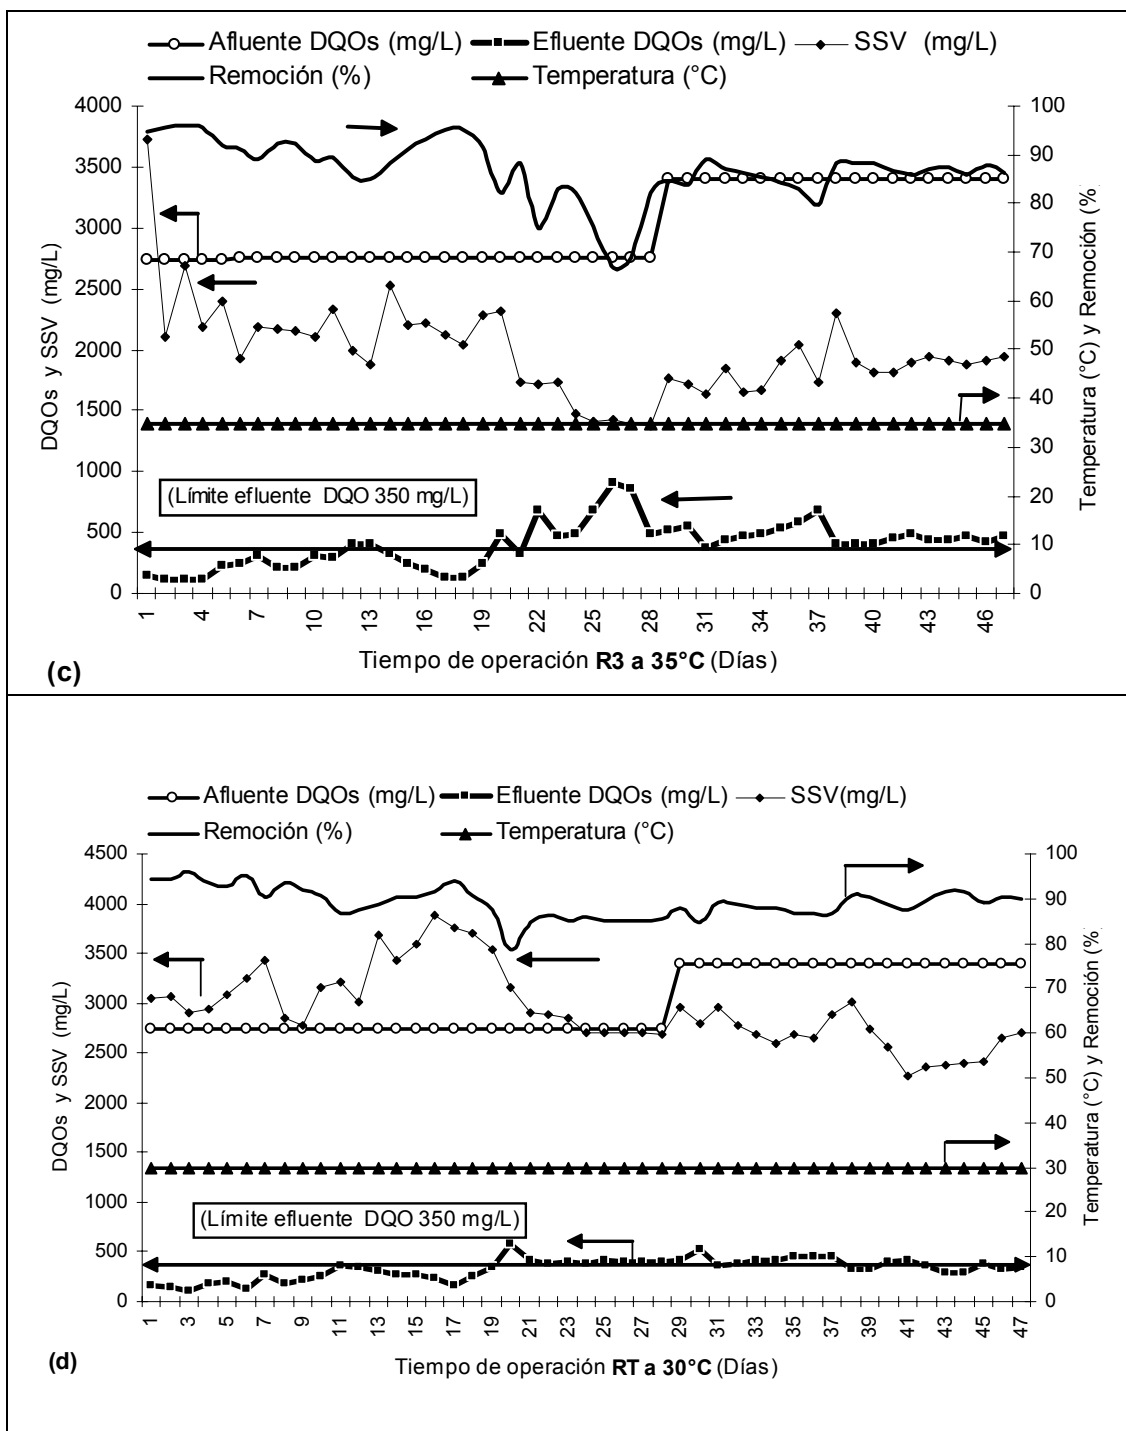 Afluente DQOs (mg/L) Efluente DQOs (mg/L) SSV (mg/L)
Remoción (%) Temperatura (°C)
4000
3500
3000
2500
2000
1500
1000
500
0
DQOs y SSV (mg/L)
100
90
80
70
60
50
40
30
20
10
0
Temperatura (°C) y Remoción (%
(Límite efluente DQO 350 mg/L)
1 4 7 10 13 16 19 22 25 28 31 34 37 40 43 46
Tiempo de operación R3 a 35°C (Días)
(c)
Afluente DQOs (mg/L) Efluente DQOs (mg/L) SSV(mg/L)
Remoción (%) Temperatura (°C)
4500
4000
3500
3000
2500
2000
1500
1000
500
0
DQOs y SSV (mg/L)
100
90
80
70
60
50
40
30
20
10
0
Temperatura (°C) y Remoción (%
(Límite efluente DQO 350 mg/L)
1 3 5 7 9 11 13 15 17 19 21 23 25 27 29 31 33 35 37 39 41 43 45 47
Tiempo de operación RT a 30°C (Días)
(d)